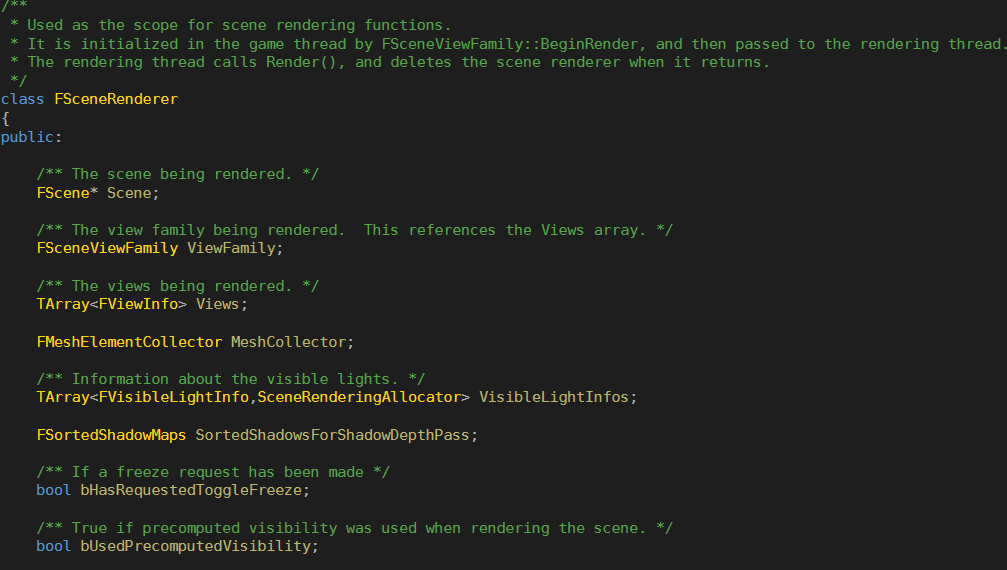 /**
 * Used as the scope for scene rendering functions.
 * It is initialized in the game thread by FSceneViewFamily::BeginRender, and then passed to the rendering thread.
 * The rendering thread calls Render(), and deletes the scene renderer when it returns.
 */
class FSceneRenderer
{
public:
    /** The scene being rendered. */
    FScene* Scene;
    /** The view family being rendered.  This references the Views array. */
    FSceneViewFamily ViewFamily;
    /** The views being rendered. */
    TArray<FViewInfo> Views;
    FMeshElementCollector MeshCollector;
    /** Information about the visible lights. */
    TArray<FVisibleLightInfo,SceneRenderingAllocator> VisibleLightInfos;
    FSortedShadowMaps SortedShadowsForShadowDepthPass;
    /** If a freeze request has been made */
    bool bHasRequestedToggleFreeze;
    /** True if precomputed visibility was used when rendering the scene. */
    bool bUsedPrecomputedVisibility;